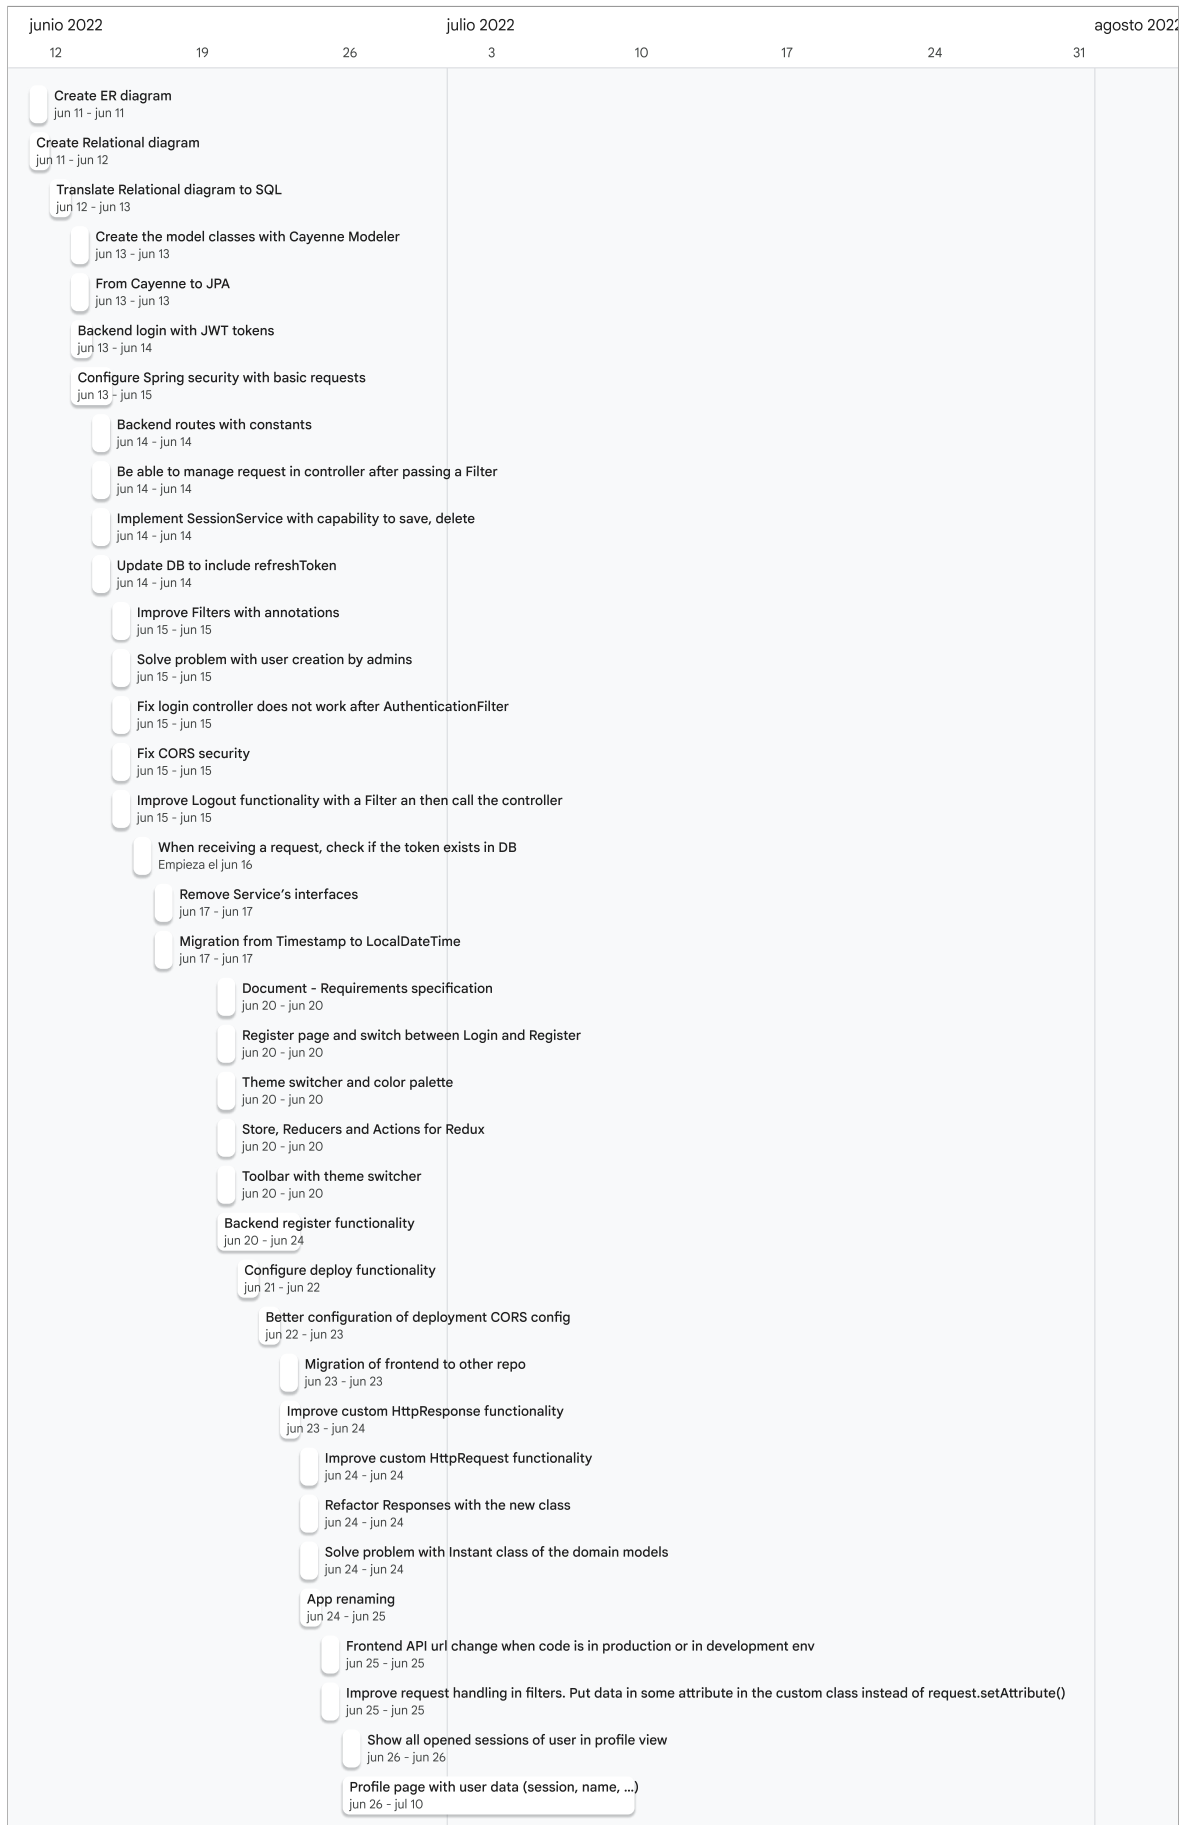 junio 2022 julio 2022 agosto 2022
12 19 26 3 10 17 24 31
Create ER diagram
jun 11 - jun 11
Create Relational diagram
jun 11 - jun 12
Translate Relational diagram to SQL
jun 12 - jun 13
Create the model classes with Cayenne Modeler
jun 13 - jun 13
From Cayenne to JPA
jun 13 - jun 13
Backend login with JWT tokens
jun 13 - jun 14
Configure Spring security with basic requests
jun 13 - jun 15
Backend routes with constants
jun 14 - jun 14
Be able to manage request in controller after passing a Filter
jun 14 - jun 14
Implement SessionService with capability to save, delete
jun 14 - jun 14
Update DB to include refreshToken
jun 14 - jun 14
Improve Filters with annotations
jun 15 - jun 15
Solve problem with user creation by admins
jun 15 - jun 15
Fix login controller does not work after AuthenticationFilter
jun 15 - jun 15
Fix CORS security
jun 15 - jun 15
Improve Logout functionality with a Filter an then call the controller
jun 15 - jun 15
When receiving a request, check if the token exists in DB
Empieza el jun 16
Remove Service's interfaces
jun 17 - jun 17
Migration from Timestamp to LocalDateTime
jun 17 - jun 17
Document - Requirements specification
jun 20 - jun 20
Register page and switch between Login and Register
jun 20 - jun 20
Theme switcher and color palette
jun 20 - jun 20
Store, Reducers and Actions for Redux
jun 20 - jun 20
Toolbar with theme switcher
jun 20 - jun 20
Backend register functionality
jun 20 - jun 24
Configure deploy functionality
jun 21 - jun 22
Better configuration of deployment CORS config
jun 22 - jun 23
Migration of frontend to other repo
jun 23 - jun 23
Improve custom HttpResponse functionality
jun 23 - jun 24
Improve custom HttpRequest functionality
jun 24 - jun 24
Refactor Responses with the new class
jun 24 - jun 24
Solve problem with Instant class of the domain models
jun 24 - jun 24
App renaming
jun 24 - jun 25
Frontend API url change when code is in production or in development env
jun 25 - jun 25
Improve request handling in filters. Put data in some attribute in the custom class instead of request.setAttribute()
jun 25 - jun 25
Show all opened sessions of user in profile view
jun 26 - jun 26
Profile page with user data (session, name, ...)
jun 26 - jul 10